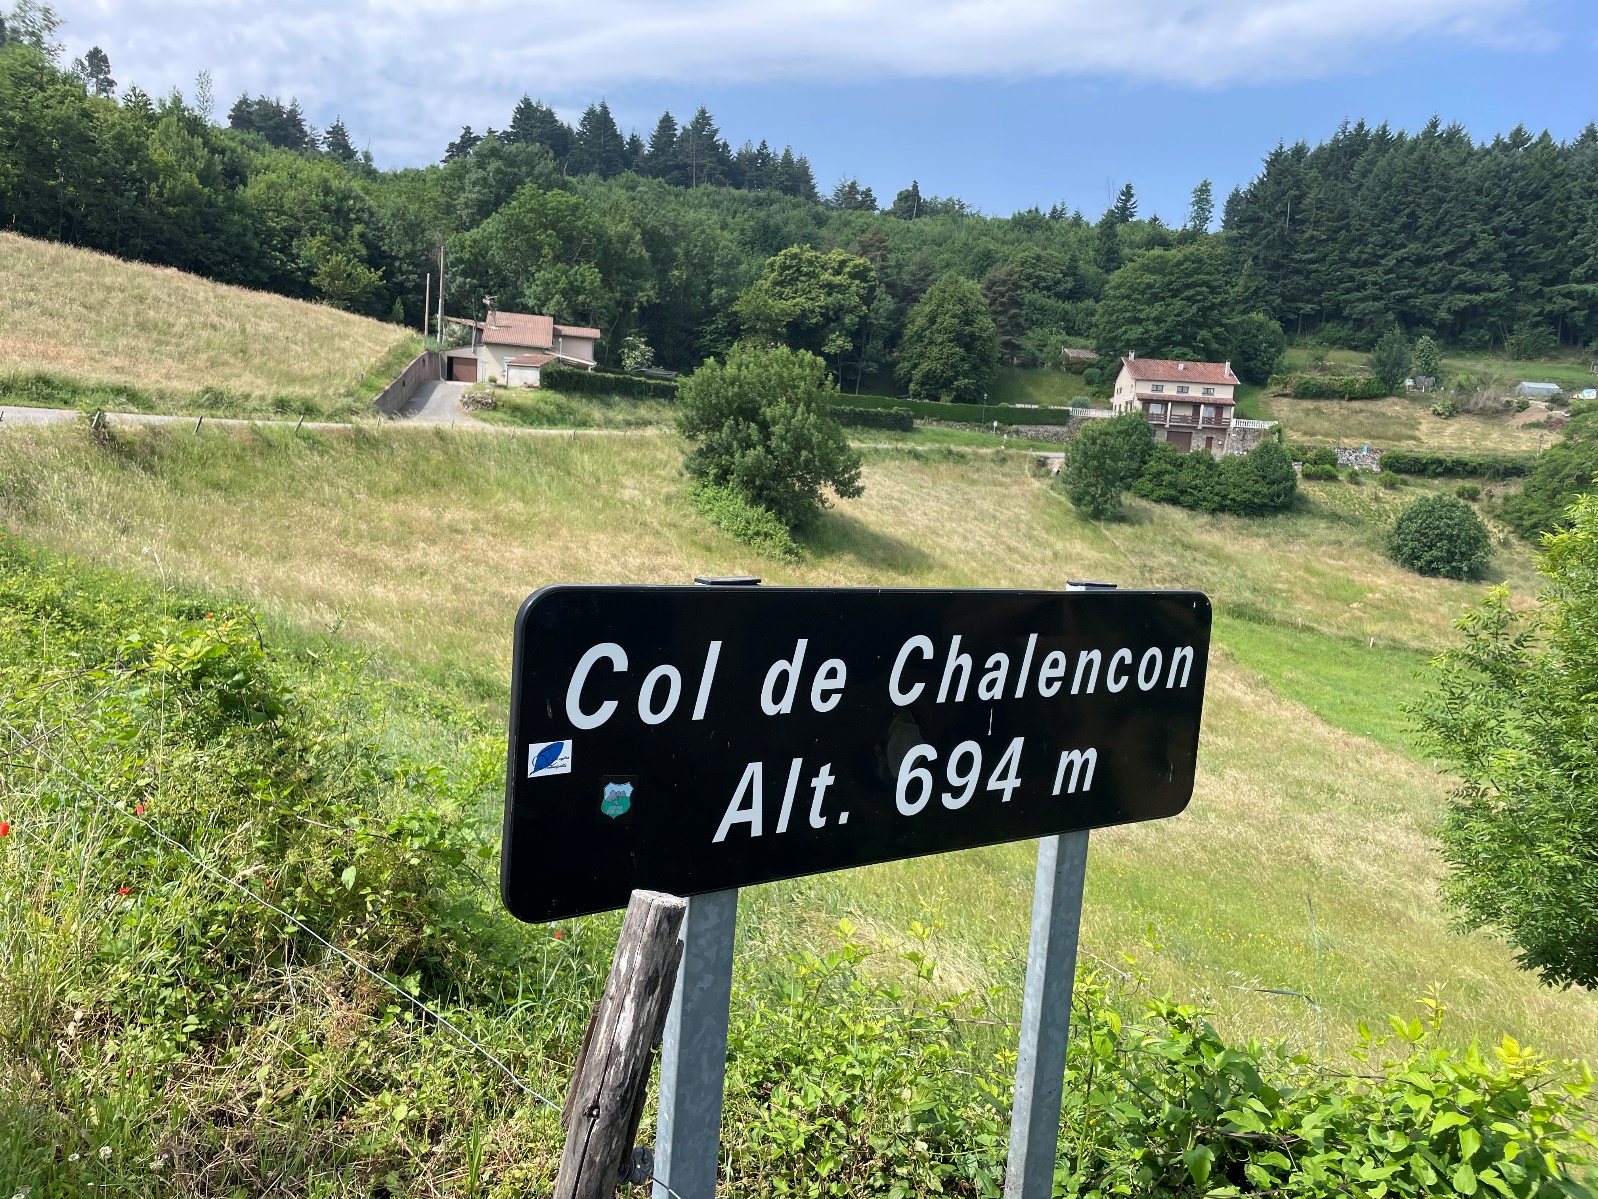 Col de Chalencon
Alt. 694 m